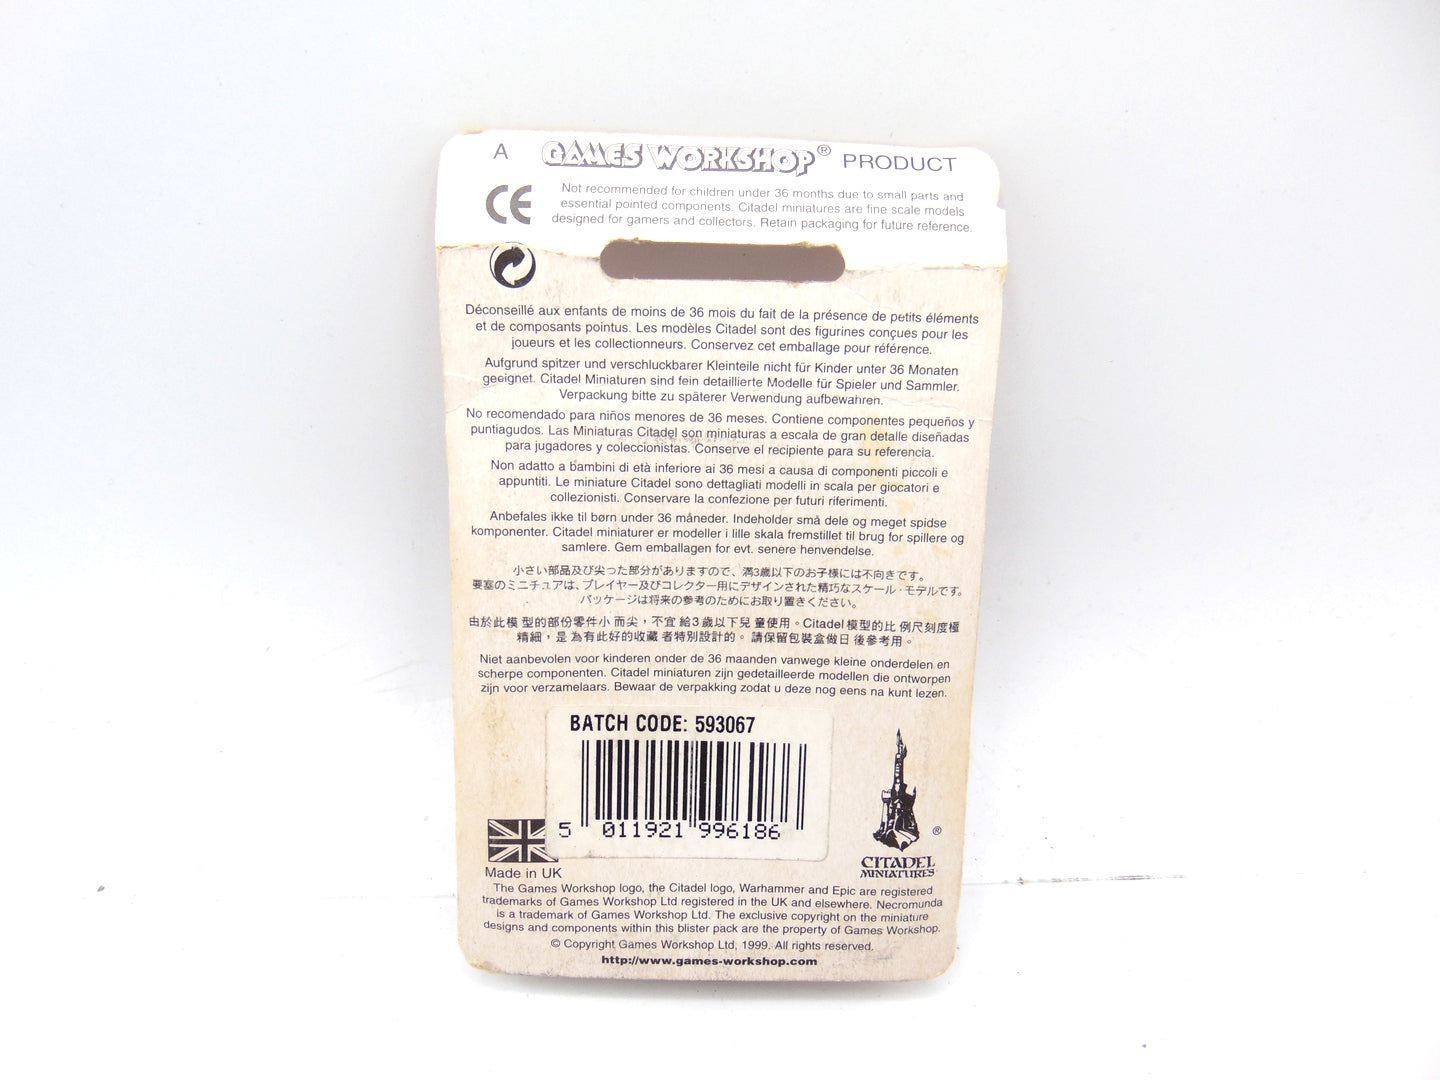 A GAMES WORKSHOP® PRODUCT
CE
Not recommended for children under 36 months due to small parts and
essential pointed components. Citadel miniatures are fine scale models
designed for gamers and collectors. Retain packaging for future reference.
Déconseillé aux enfants de moins de 36 mois du fait de la présence de petits éléments
et de composants pointus. Les modèles Citadel sont des figurines conçues pour les
joueurs et les collectionneurs. Conservez cet emballage pour référence.
Aufgrund spitzer und verschluckbarer Kleinteile nicht für Kinder unter 36 Monaten
geeignet. Citadel Miniaturen sind fein detaillierte Modelle für Spieler und Sammler.
Verpackung bitte zu späterer Verwendung aufbewahren.
No recomendado para niños menores de 36 meses. Contiene componentes pequeños y
puntiagudos. Las Miniaturas Citadel son miniaturas a escala de gran detalle diseñadas
para jugadores y coleccionistas. Conserve el recipiente para su referencia.
Non adatto a bambini di età inferiore ai 36 mesi a causa di componenti piccoli e
appuntiti. Le miniature Citadel sono dettagliati modelli in scala per giocatori e
collezionisti. Conservare la confezione per futuri riferimenti.
Anbefales ikke til børn under 36 måneder. Indeholder små dele og meget spidse
komponenter. Citadel miniaturer er modeller i lille skala fremstillet til brug for spillere og
samlere. Gem emballagen for evt. senere henvendelse.
小さい部品及び尖った部分がありますので、満3歳以下のお子様には不向きです。
要塞のミニチュアは、プレイヤー及びコレクター用にデザインされた精巧なスケール・モデルです。
パッケージは将来の参考のためにお取り置きください。
由於此模型的部份零件小而尖，不宜給3歲以下兒童使用。Citadel模型的比例尺刻度極
精細，是為有此好的收藏者特別設計的。請保留包裝盒做日後參考用。
Niet aanbevolen voor kinderen onder de 36 maanden vanwege kleine onderdelen en
scherpe componenten. Citadel miniaturen zijn gedetailleerde modellen die ontworpen
zijn voor verzamelaars. Bewaar de verpakking zodat u deze nog eens na kunt lezen.
BATCH CODE: 593067
5 011921 996186
®
CITADEL
MINIATURES
Made in UK
The Games Workshop logo, the Citadel logo, Warhammer and Epic are registered
trademarks of Games Workshop Ltd registered in the UK and elsewhere. Necromunda
is a trademark of Games Workshop Ltd. The exclusive copyright on the miniature
designs and components within this blister pack are the property of Games Workshop.
© Copyright Games Workshop Ltd, 1999. All rights reserved.
http://www.games-workshop.com